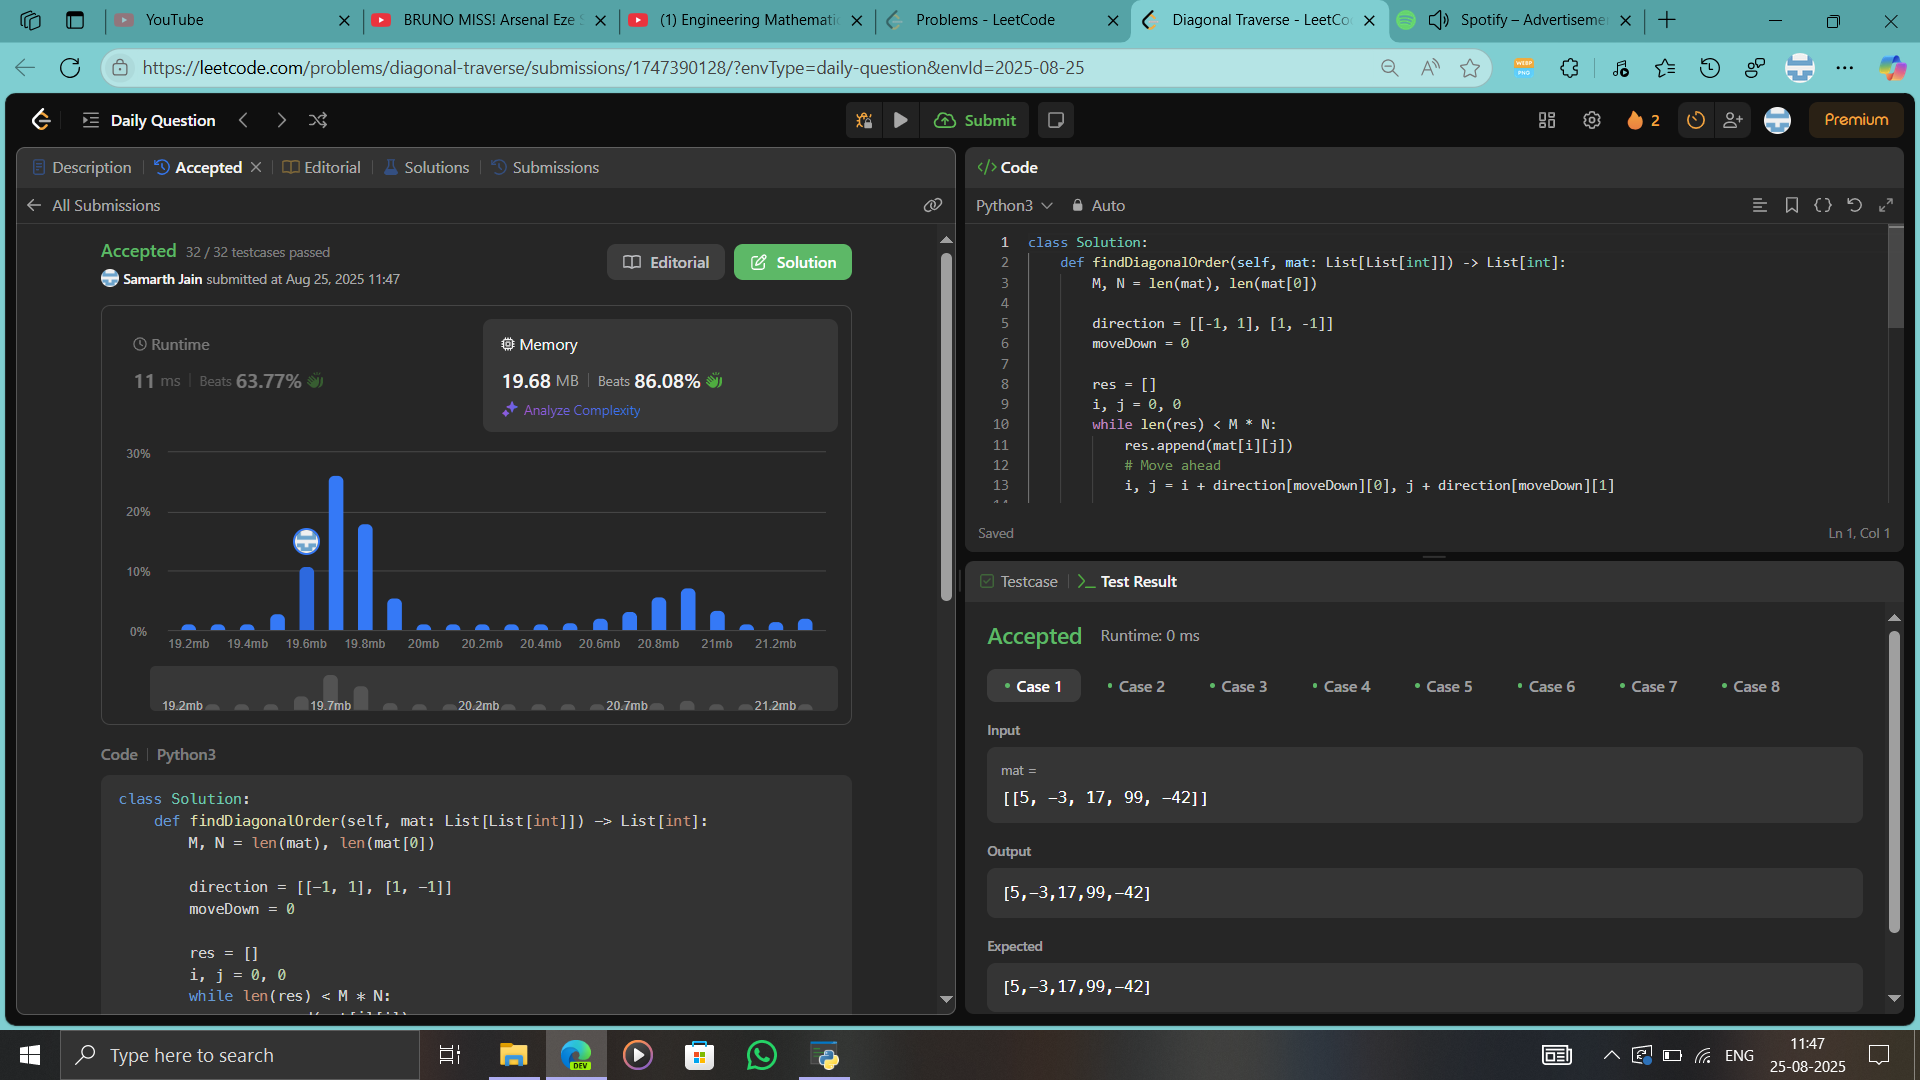 YouTube
BRUNO MISS! Arsenal Eze S
(1) Engineering Mathematic
Problems - LeetCode
Diagonal Traverse - LeetCo
Spotify – Advertisemen
https://leetcode.com/problems/diagonal-traverse/submissions/1747390128/?envType=daily-question&envId=2025-08-25
Daily Question
Submit
2
Premium
Description
Accepted
Editorial
Solutions
Submissions
All Submissions
Accepted 32 / 32 testcases passed
Samarth Jain submitted at Aug 25, 2025 11:47
Editorial
Solution
Runtime
11 ms | Beats 63.77%
Memory
19.68 MB | Beats 86.08%
Analyze Complexity
30%
20%
10%
0%
19.2mb 19.4mb 19.6mb 19.8mb 20mb 20.2mb 20.4mb 20.6mb 20.8mb 21mb 21.2mb
19.2mb 19.7mb 20.2mb 20.7mb 21.2mb
Code | Python3
class Solution:
def findDiagonalOrder(self, mat: List[List[int]]) -> List[int]:
M, N = len(mat), len(mat[0])
direction = [[-1, 1], [1, -1]]
moveDown = 0
res = []
i, j = 0, 0
while len(res) < M * N:
</> Code
Python3
Auto
1 class Solution:
2 def findDiagonalOrder(self, mat: List[List[int]]) -> List[int]:
3 M, N = len(mat), len(mat[0])
4
5 direction = [[-1, 1], [1, -1]]
6 moveDown = 0
7
8 res = []
9 i, j = 0, 0
10 while len(res) < M * N:
11 res.append(mat[i][j])
12 # Move ahead
13 i, j = i + direction[moveDown][0], j + direction[moveDown][1]
Saved
Ln 1, Col 1
Testcase
Test Result
Accepted Runtime: 0 ms
Case 1
Case 2
Case 3
Case 4
Case 5
Case 6
Case 7
Case 8
Input
mat =
[[5, -3, 17, 99, -42]]
Output
[5,-3,17,99,-42]
Expected
[5,-3,17,99,-42]
Type here to search
DEV
ENG
11:47
25-08-2025